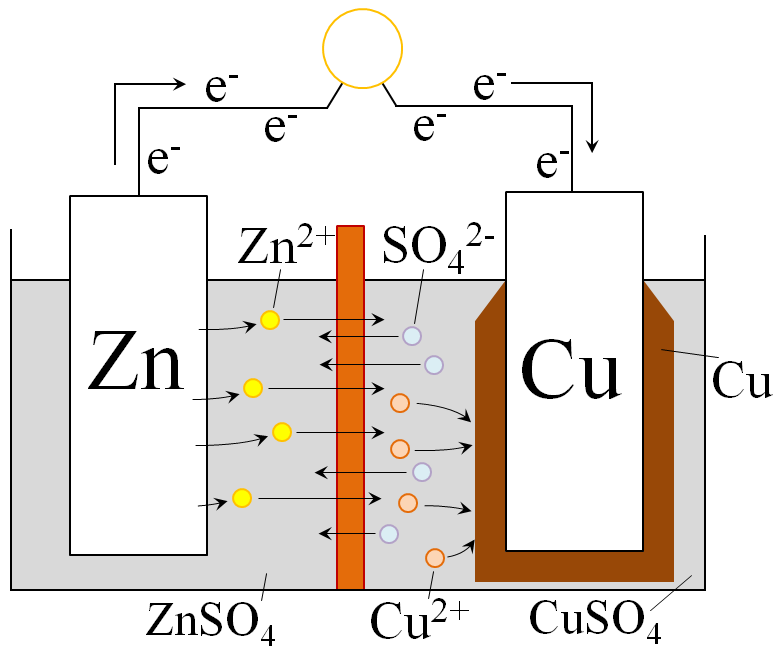 e⁻ e⁻
e⁻ e⁻
e⁻ e⁻
Zn²⁺ SO₄²⁻
Zn Cu Cu
ZnSO₄ Cu²⁺ CuSO₄